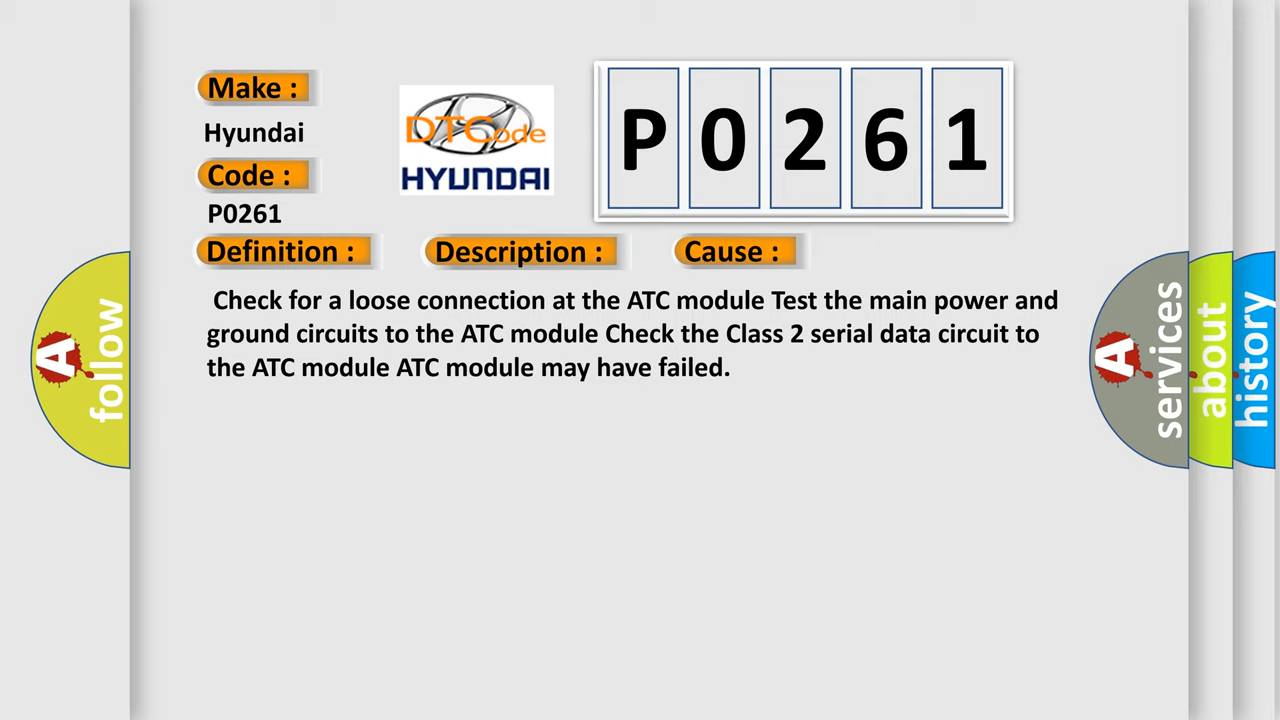 Make :
Hyundai
Code :
P0261
DTCode
HYUNDAI
P0261
Definition :
Description :
Cause :
Check for a loose connection at the ATC module Test the main power and
ground circuits to the ATC module Check the Class 2 serial data circuit to
the ATC module ATC module may have failed.
A follow
A services
about
history